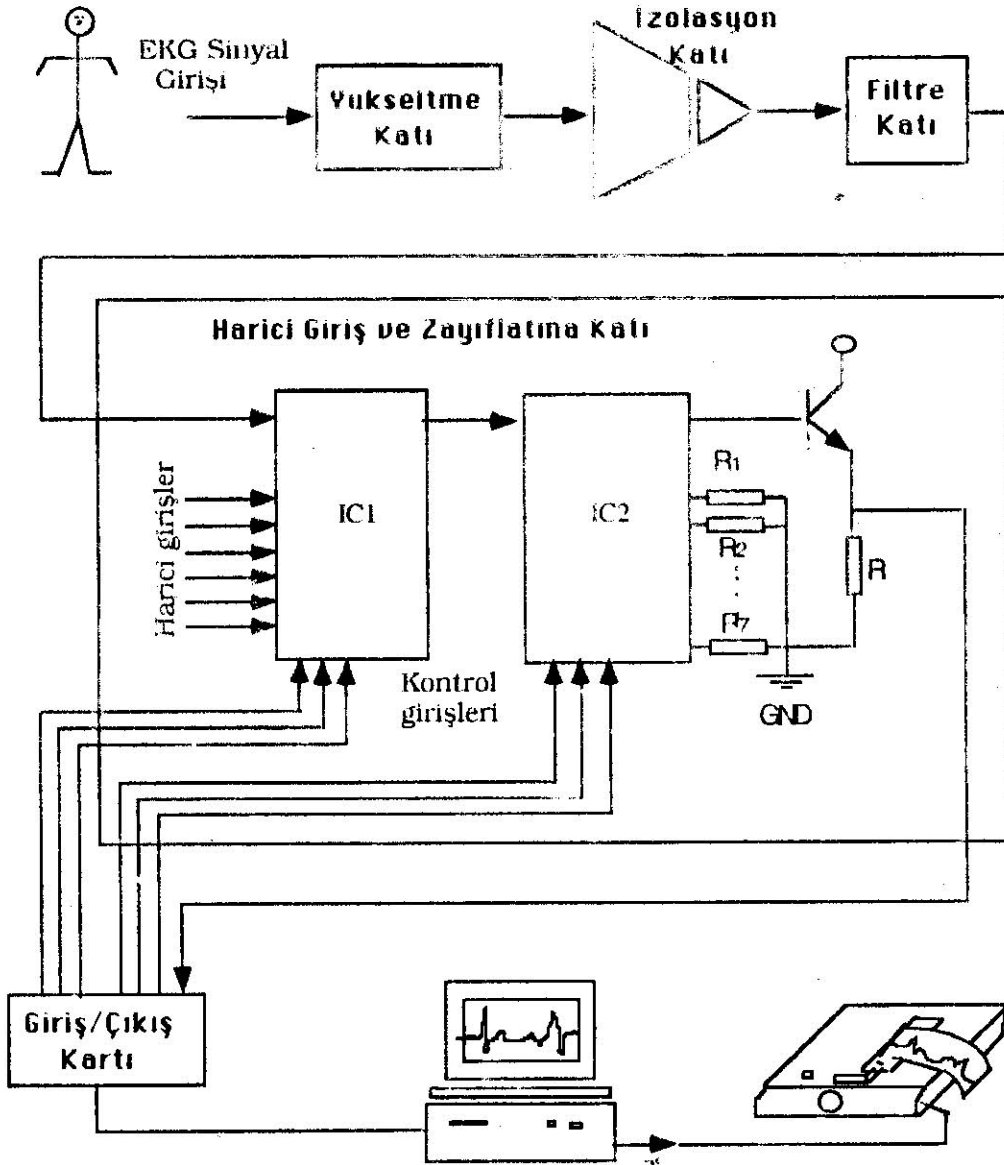 EKG Sinyal
Girişi
Yükseltme
Katı
İzolasyon
Katı
Filtre
Katı
Harici Giriş ve Zayıflatma Katı
Harici girişler
IC1
IC2
R1
R2
R7
R
GND
Kontrol
girişleri
Giriş/Çıkış
Kartı